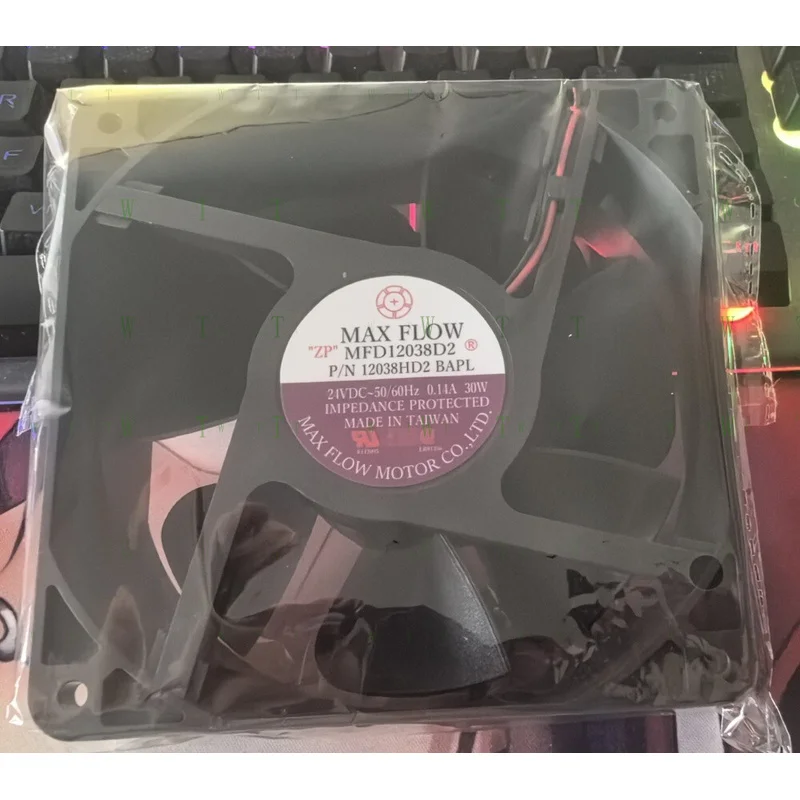 R
F
MAX FLOW
"ZP" MFD12038D2 ®
P/N 12038HD2 BAPL
24VDC~50/60Hz 0.14A 30W
IMPEDANCE PROTECTED
MADE IN TAIWAN
MAX FLOW MOTOR CO.,LTD.
W T T W T T
W T T W T T
W T T W T T
W T T W T T